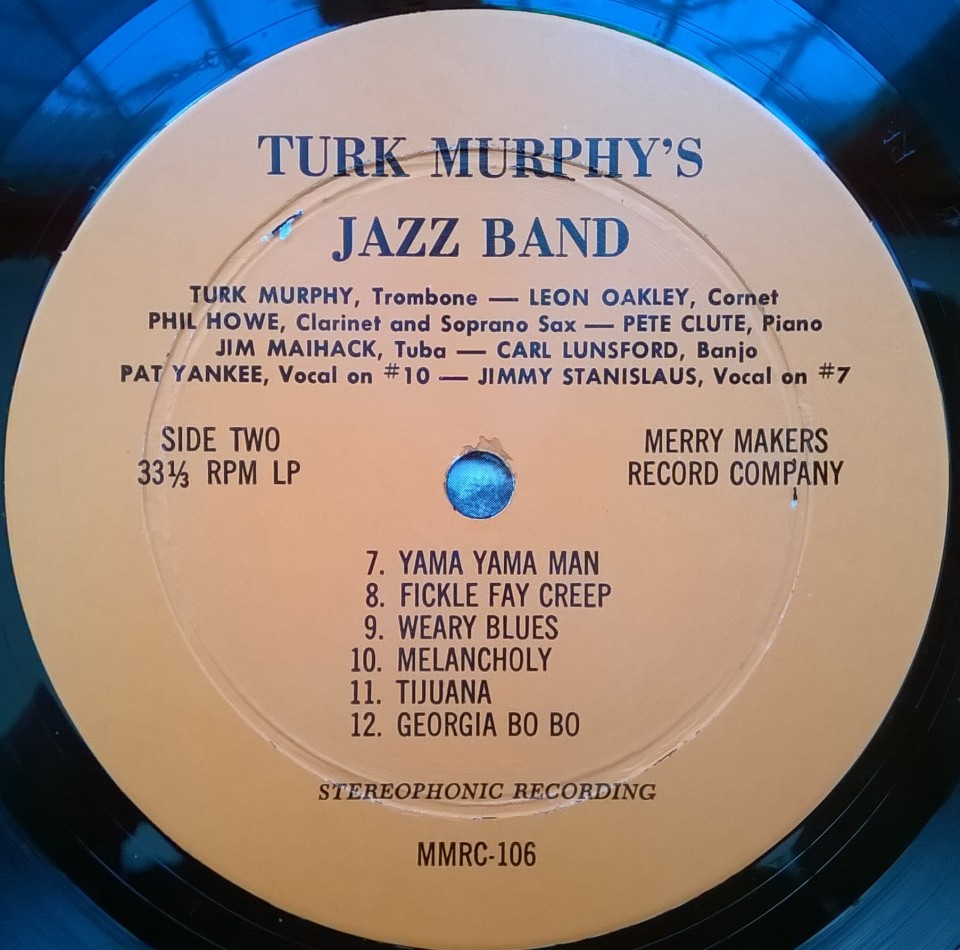 TURK MURPHY'S
JAZZ BAND
TURK MURPHY, Trombone — LEON OAKLEY, Cornet
PHIL HOWE, Clarinet and Soprano Sax — PETE CLUTE, Piano
JIM MAIHACK, Tuba — CARL LUNSFORD, Banjo
PAT YANKEE, Vocal on #10 — JIMMY STANISLAUS, Vocal on #7
SIDE TWO
33⅓ RPM LP
MERRY MAKERS
RECORD COMPANY
7. YAMA YAMA MAN
8. FICKLE FAY CREEP
9. WEARY BLUES
10. MELANCHOLY
11. TIJUANA
12. GEORGIA BO BO
STEREOPHONIC RECORDING
MMRC-106